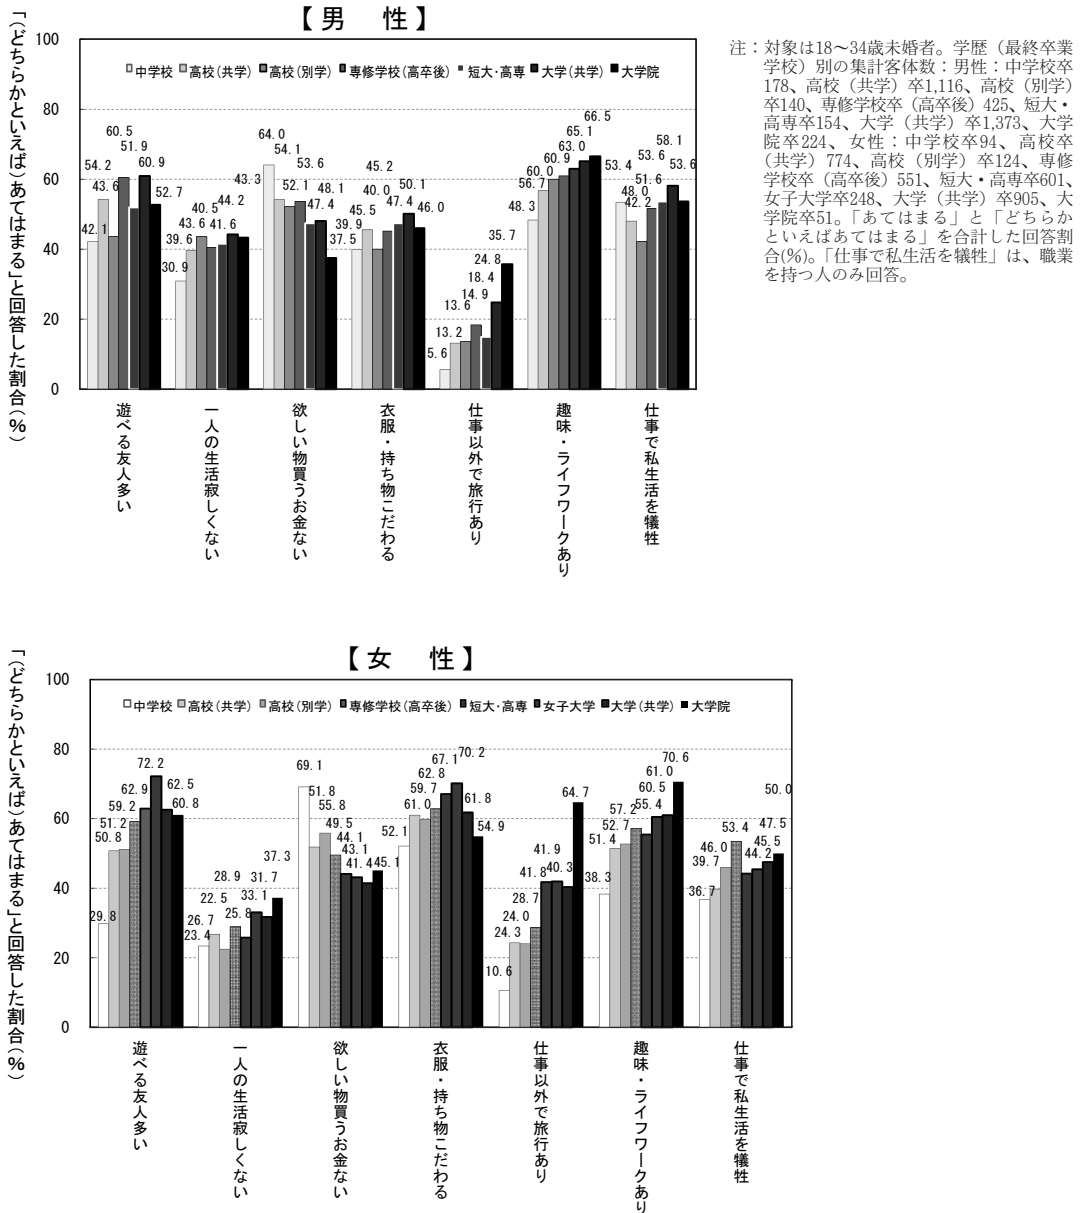 【男　性】
「(どちらかといえば)あてはまる」と回答した割合(%)
100
80
60
40
20
0
中学校 高校(共学) 高校(別学) 専修学校(高卒後) 短大・高専 大学(共学) 大学院
42.1 54.2 43.6 60.5 51.9 60.9 52.7
30.9 39.6 43.6 40.5 41.6 44.2 43.3
64.0 54.1 52.1 53.6 47.4 48.1 37.5
39.9 45.5 40.0 45.2 47.4 50.1 46.0
5.6 13.2 13.6 18.4 14.9 24.8 35.7
48.3 56.7 60.0 60.9 63.0 65.1 66.5
53.4 48.0 42.2 51.6 53.6 58.1 53.6
遊べる友人多い
一人の生活寂しくない
欲しい物買うお金ない
衣服・持ち物こだわる
仕事以外で旅行あり
趣味・ライフワークあり
仕事で私生活を犠牲
注：対象は18～34歳未婚者。学歴（最終卒業
学校）別の集計客体数：男性：中学校卒
178、高校（共学）卒1,116、高校（別学）
卒140、専修学校卒（高卒後）425、短大・
高専卒154、大学（共学）卒1,373、大学
院卒224、女性：中学校卒94、高校卒
（共学）774、高校（別学）卒124、専修
学校卒（高卒後）551、短大・高専卒601、
女子大学卒248、大学（共学）卒905、大
学院卒51。「あてはまる」と「どちらか
といえばあてはまる」を合計した回答割
合(%)。「仕事で私生活を犠牲」は、職業
を持つ人のみ回答。
【女　性】
「(どちらかといえば)あてはまる」と回答した割合(%)
100
80
60
40
20
0
中学校 高校(共学) 高校(別学) 専修学校(高卒後) 短大・高専 女子大学 大学(共学) 大学院
29.8 50.8 51.2 59.2 62.9 72.2 62.5 60.8
23.4 26.7 22.5 28.9 25.8 33.1 31.7 37.3
69.1 51.8 55.8 49.5 44.1 43.1 41.4 45.1
52.1 61.0 59.7 62.8 67.1 70.2 61.8 54.9
10.6 24.3 24.0 28.7 41.8 41.9 40.3 64.7
38.3 51.4 52.7 57.2 55.4 60.5 61.0 70.6
36.7 39.7 46.0 53.4 44.2 45.5 47.5 50.0
遊べる友人多い
一人の生活寂しくない
欲しい物買うお金ない
衣服・持ち物こだわる
仕事以外で旅行あり
趣味・ライフワークあり
仕事で私生活を犠牲